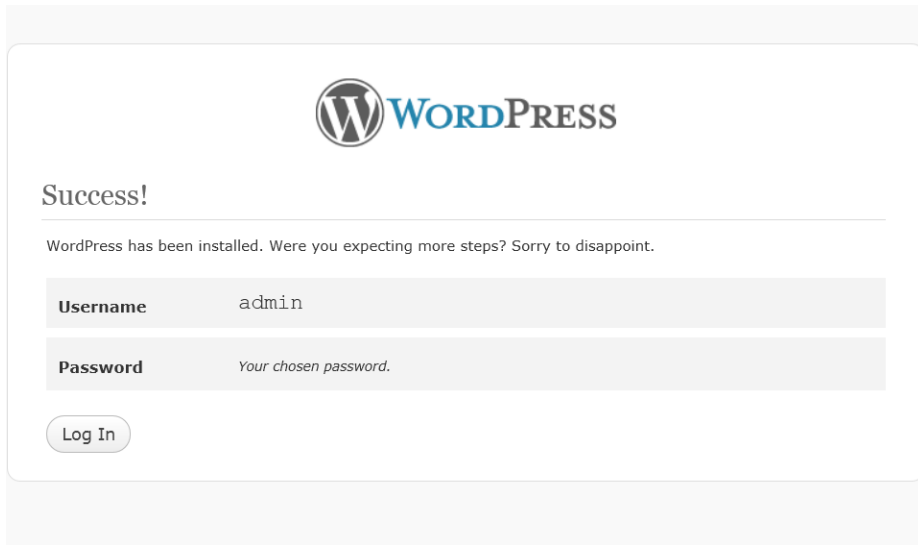 WORDPRESS
Success!
WordPress has been installed. Were you expecting more steps? Sorry to disappoint.
Username admin
Password Your chosen password.
Log In